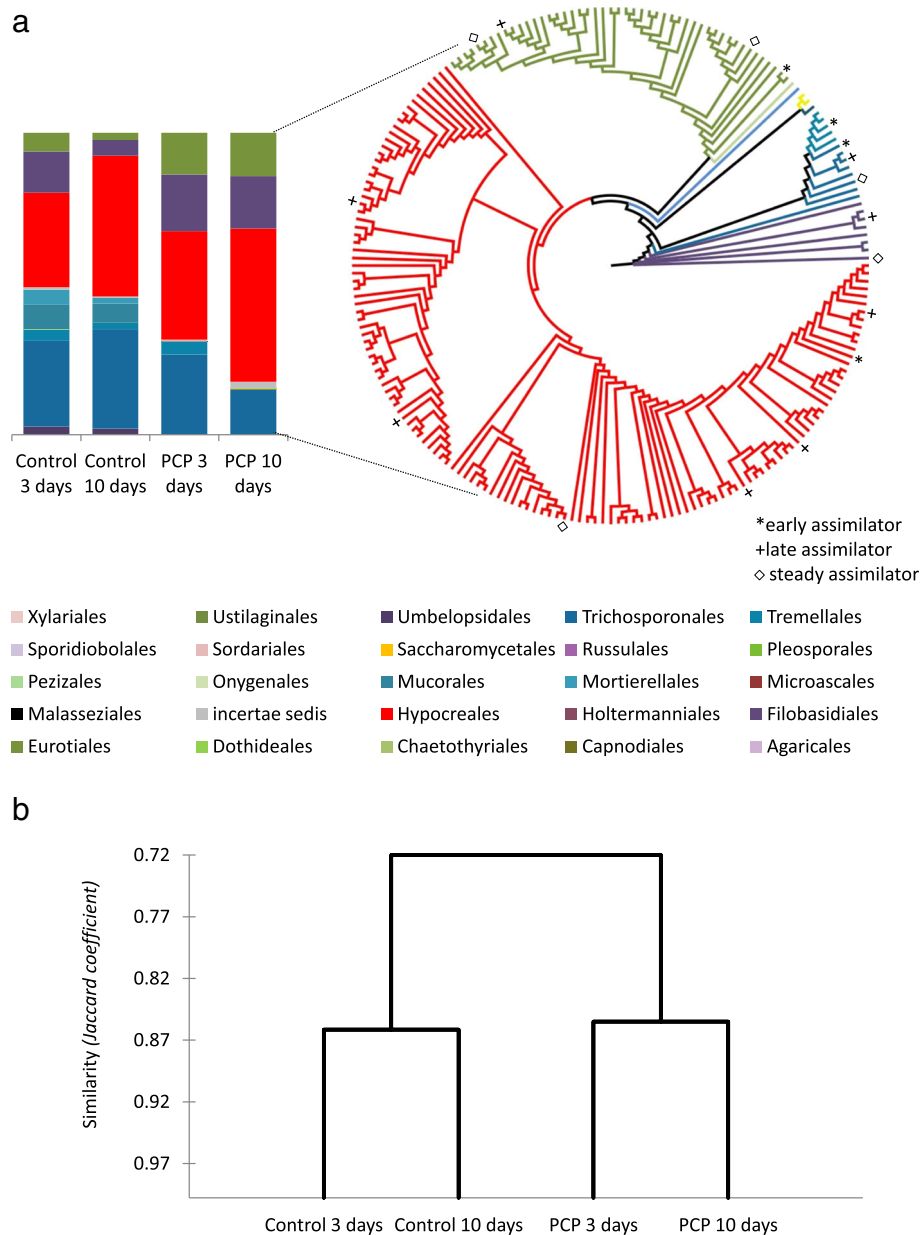 a
Control 3 days
Control 10 days
PCP 3 days
PCP 10 days
*early assimilator
+late assimilator
◇ steady assimilator
Xylariales Ustilaginales Umbelopsidales Trichosporonales Tremellales
Sporidiobolales Sordariales Saccharomycetales Russulales Pleosporales
Pezizales Onygenales Mucorales Mortierellales Microascales
Malasseziales incertae sedis Hypocreales Holtermanniales Filobasidiales
Eurotiales Dothideales Chaetothyriales Capnodiales Agaricales
b
Similarity (Jaccard coefficient)
0.72
0.77
0.82
0.87
0.92
0.97
Control 3 days Control 10 days PCP 3 days PCP 10 days